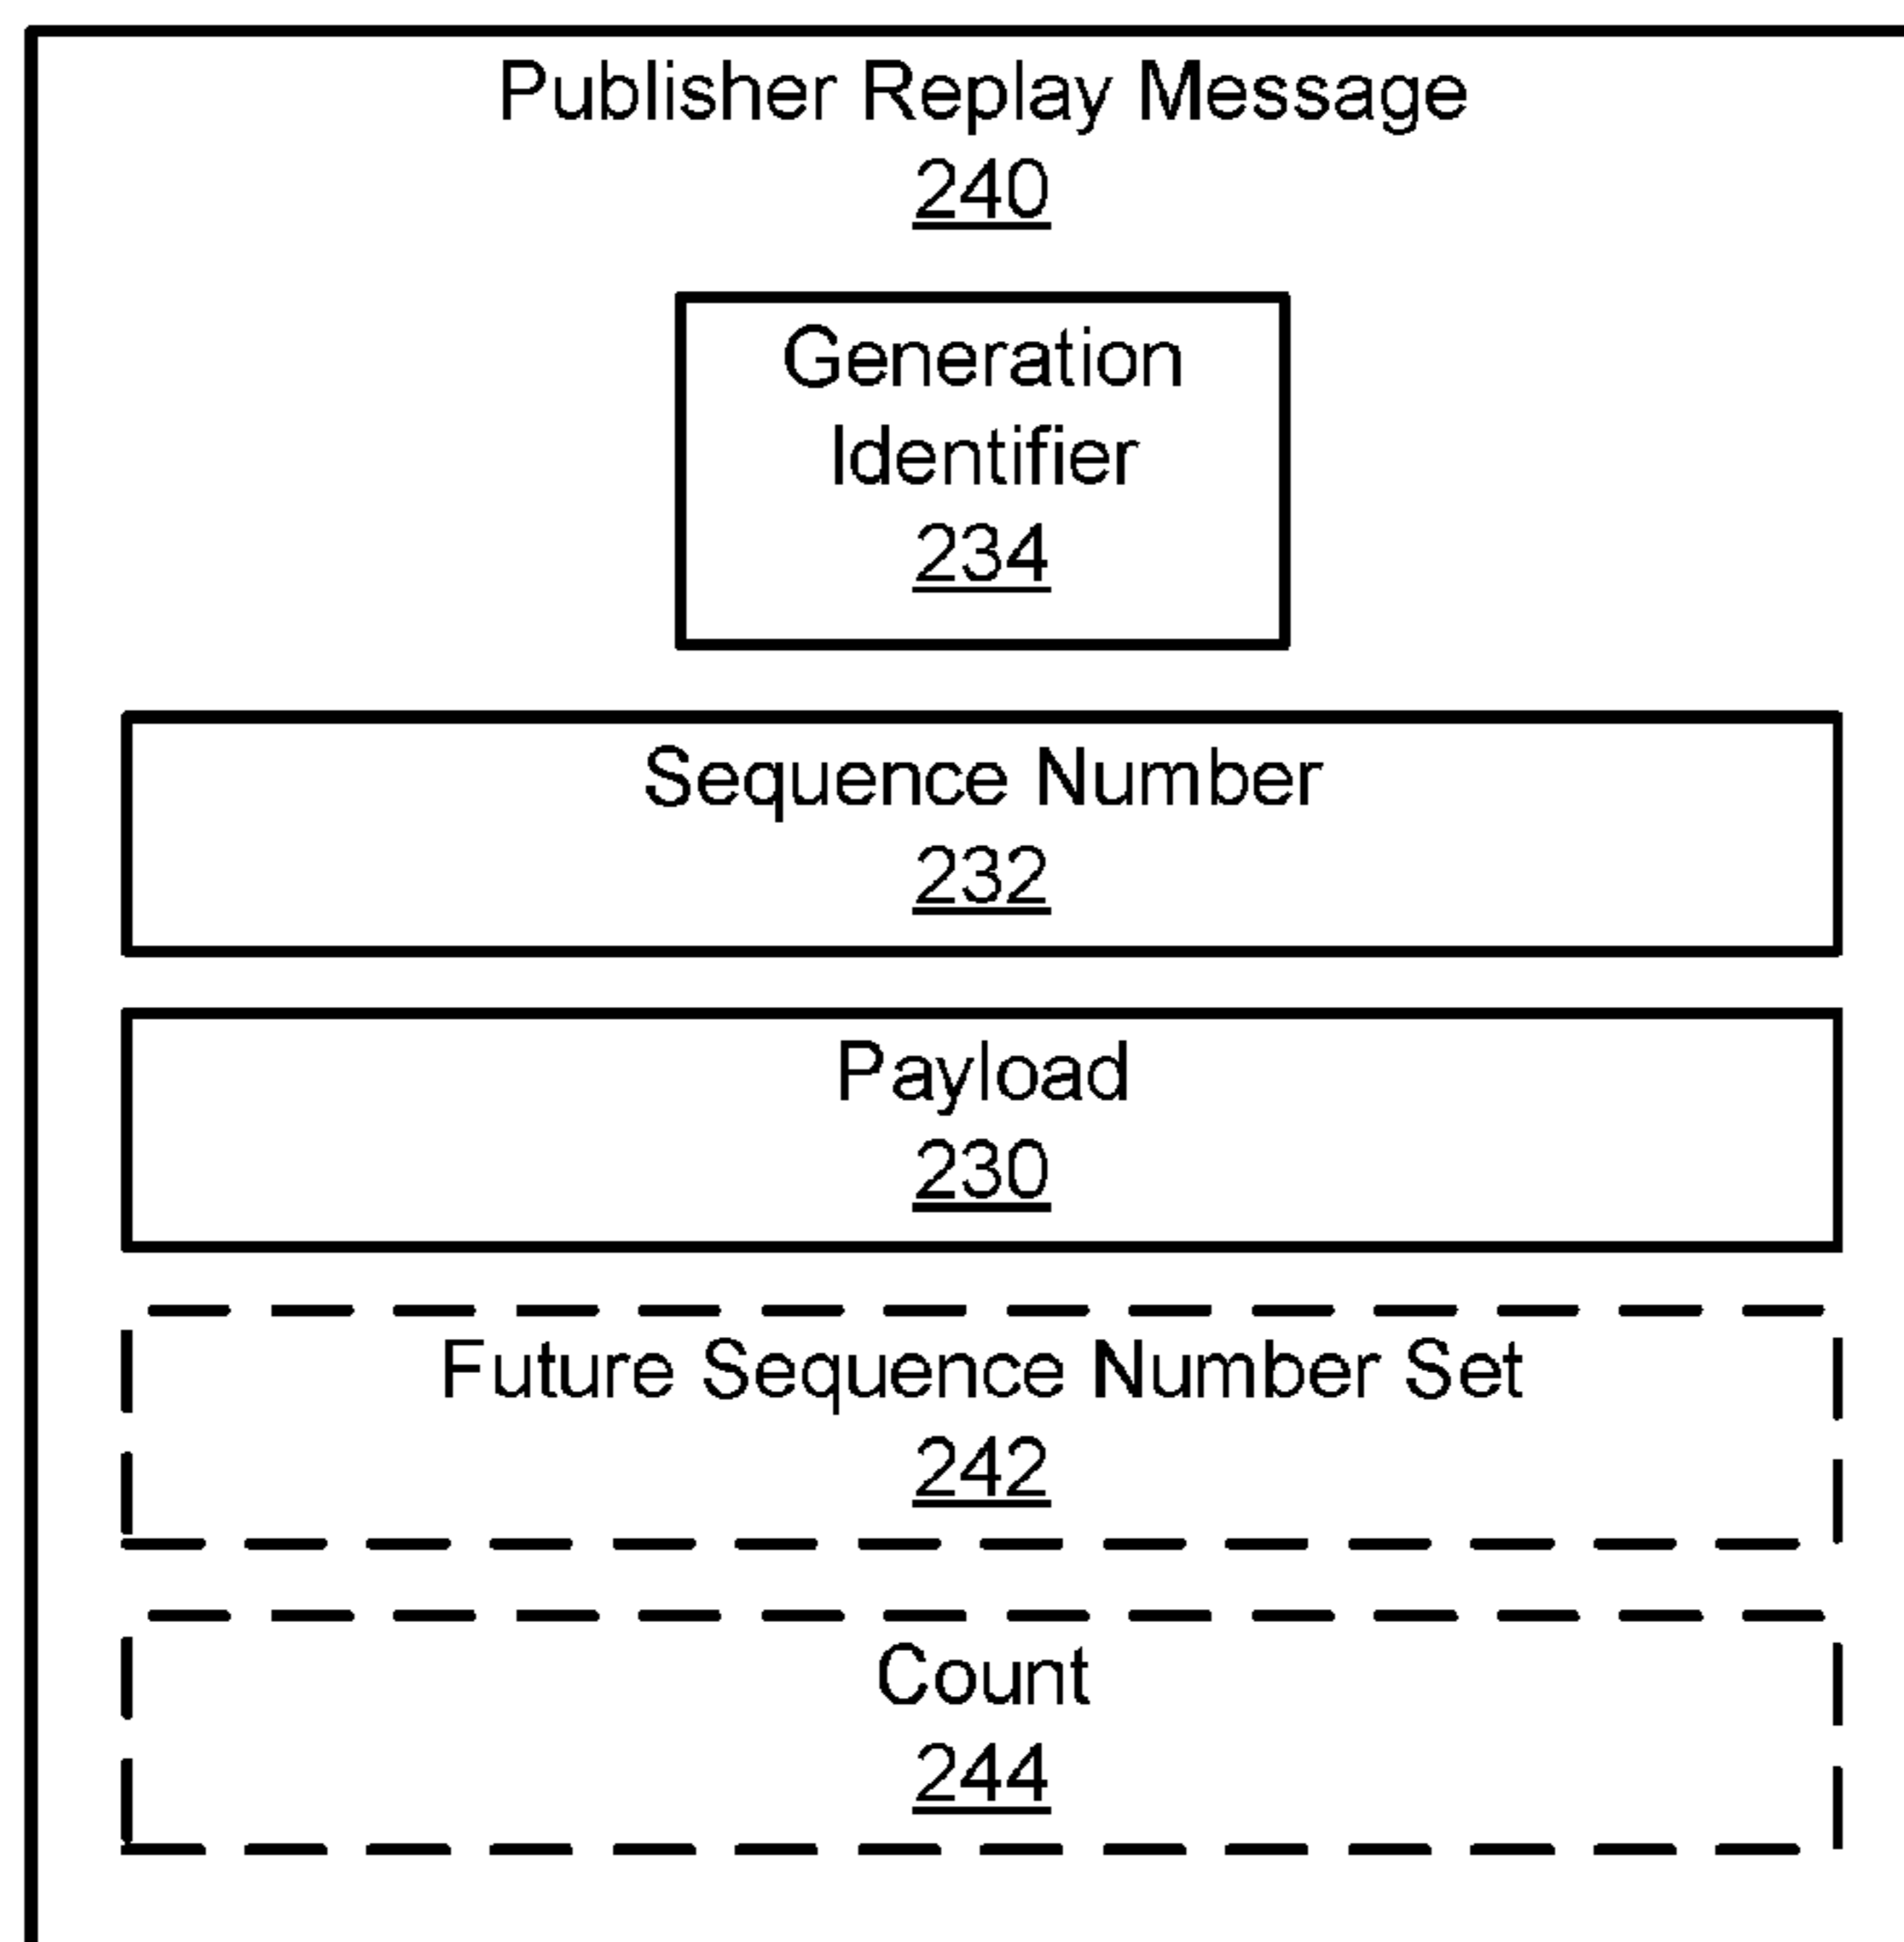 Publisher Replay Message
240
Generation
Identifier
234
Sequence Number
232
Payload
230
Future Sequence Number Set
242
Count
244